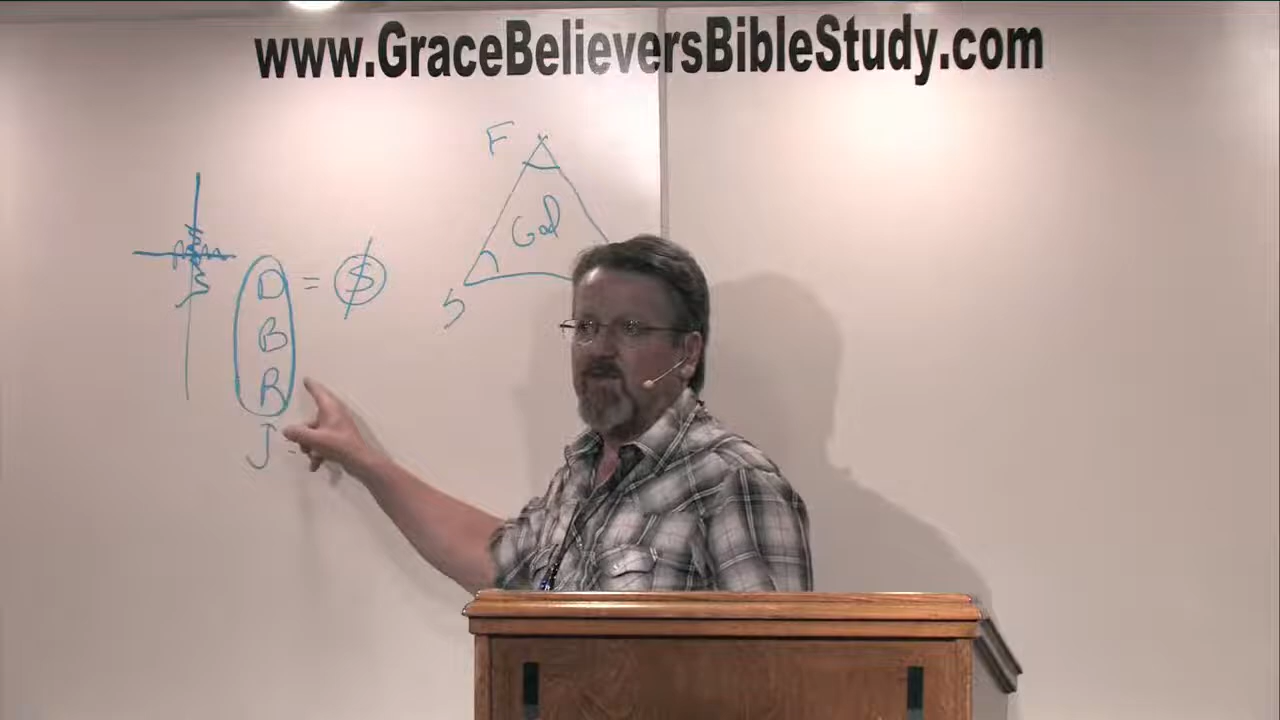 www.GraceBelieversBibleStudy.com
F
God
S
D = $
B
R
J =